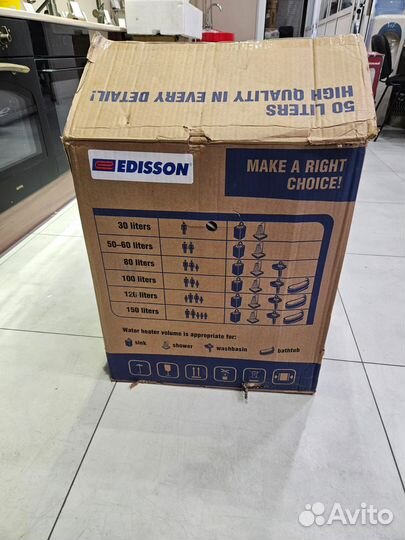 50 LITERS
HIGH QUALITY IN EVERY DETAIL!
EDISSON
MAKE A RIGHT
CHOICE!
30 liters
50–60 liters
80 liters
100 liters
120 liters
150 liters
Water heater volume is appropriate for:
sink shower washbasin bathtub
Avito